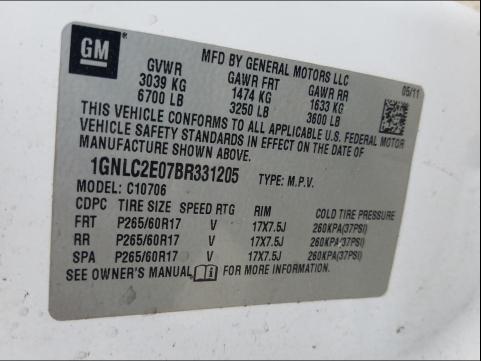 GM
MFD BY GENERAL MOTORS LLC
05/11
GVWR GAWR FRT GAWR RR
3039 KG 1474 KG 1633 KG
6700 LB 3250 LB 3600 LB
THIS VEHICLE CONFORMS TO ALL APPLICABLE U.S. FEDERAL MOTOR
VEHICLE SAFETY STANDARDS IN EFFECT ON THE DATE OF
MANUFACTURE SHOWN ABOVE.
1GNLC2E07BR331205 TYPE: M.P.V.
MODEL: C10706
CDPC TIRE SIZE SPEED RTG RIM COLD TIRE PRESSURE
FRT P265/60R17 V 17X7.5J 260KPA(37PSI)
RR P265/60R17 V 17X7.5J 260KPA(37PSI)
SPA P265/60R17 V 17X7.5J 260KPA(37PSI)
SEE OWNER'S MANUAL FOR MORE INFORMATION.